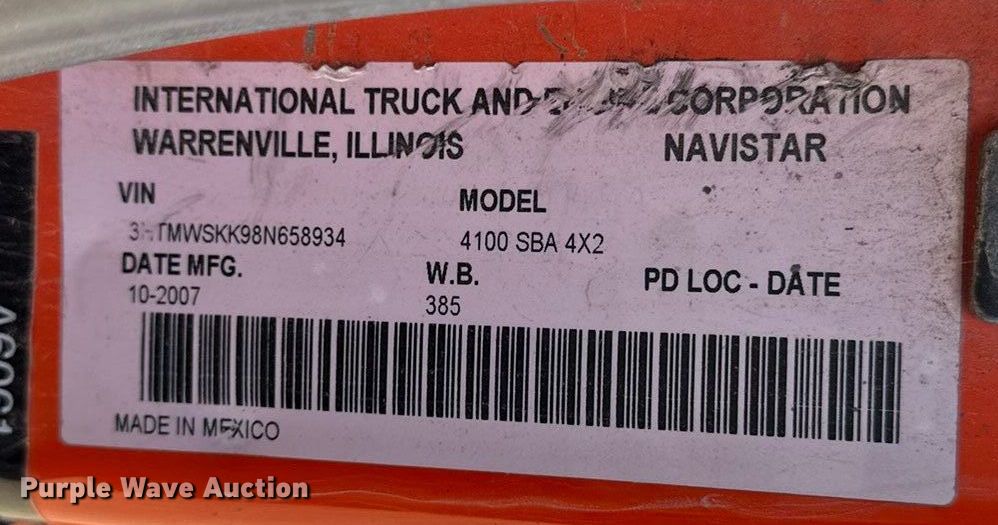 INTERNATIONAL TRUCK AND CORPORATION
WARRENVILLE, ILLINOIS NAVISTAR
VIN MODEL
3HTMWSKK98N658934 4100 SBA 4X2
DATE MFG. W.B. PD LOC - DATE
10-2007 385
MADE IN MEXICO
Purple Wave Auction